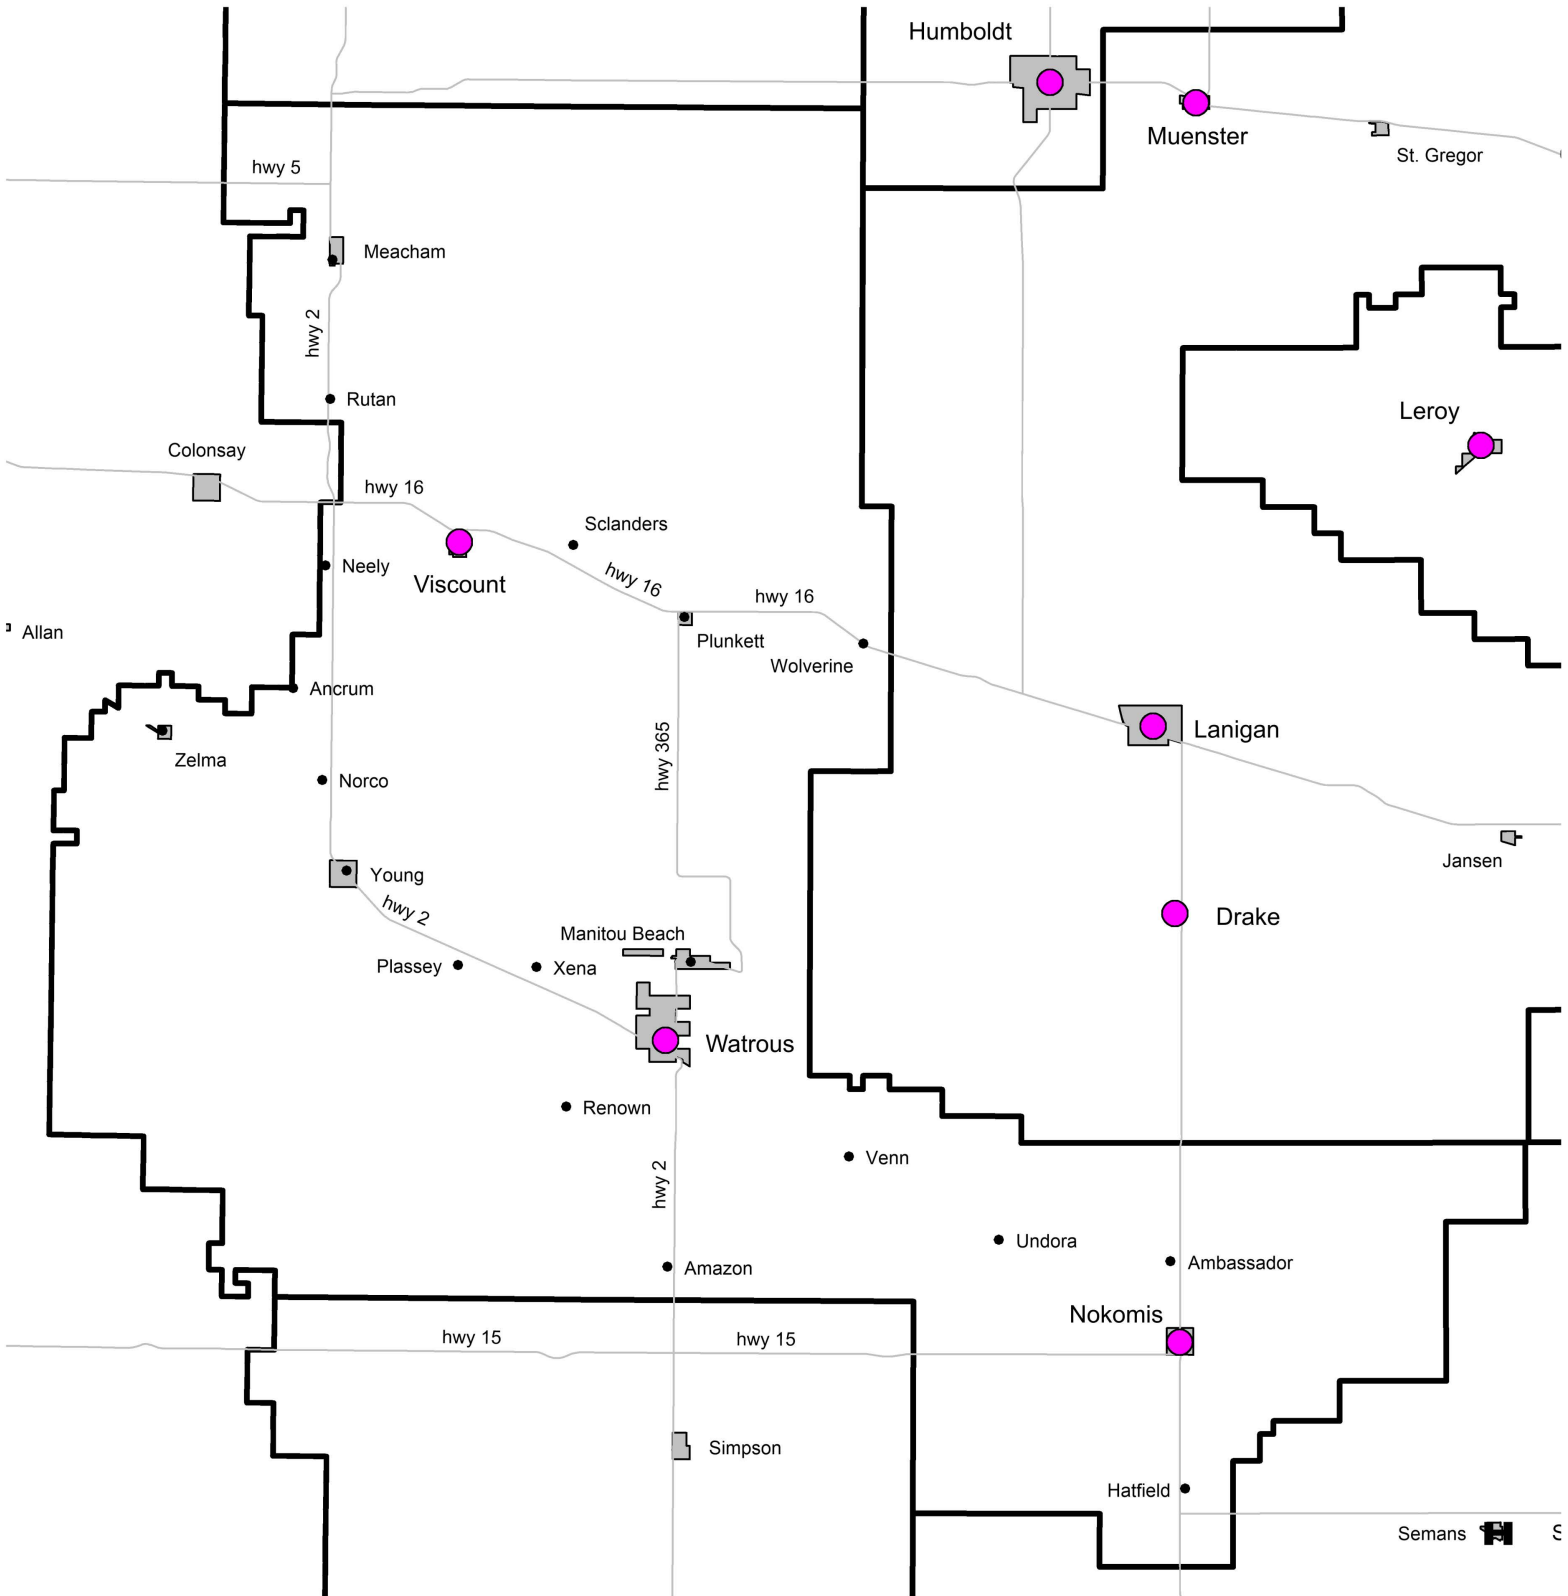 Humboldt
Muenster
St. Gregor
hwy 5
Meacham
hwy 2
Rutan
Leroy
Colonsay
hwy 16
Sclanders
Neely
Viscount
hwy 16
hwy 16
Allan
Plunkett
Wolverine
Ancrum
Lanigan
Zelma
hwy 365
Norco
Jansen
Young
hwy 2
Drake
Manitou Beach
Plassey
Xena
Watrous
Renown
Venn
hwy 2
Undora
Amazon
Ambassador
Nokomis
hwy 15
hwy 15
Simpson
Hatfield
Semans